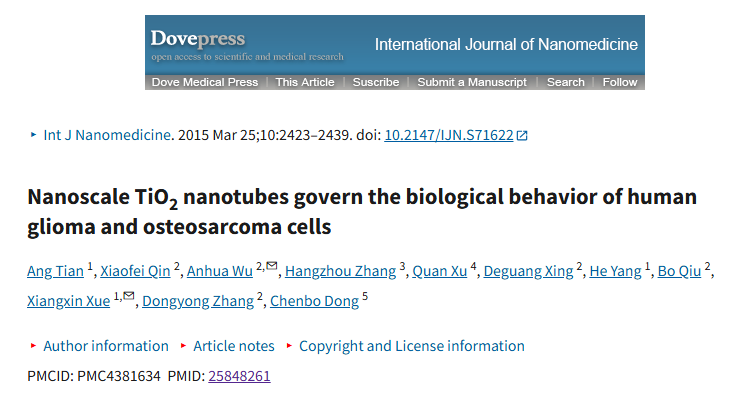 Dovepress
open access to scientific and medical research
International Journal of Nanomedicine
Dove Medical Press | This Article | Suscribe | Submit a Manuscript | Search | Follow
▸ Int J Nanomedicine. 2015 Mar 25;10:2423–2439. doi: 10.2147/IJN.S71622
Nanoscale TiO₂ nanotubes govern the biological behavior of human
glioma and osteosarcoma cells
Ang Tian ¹, Xiaofei Qin ², Anhua Wu ²,✉, Hangzhou Zhang ³, Quan Xu ⁴, Deguang Xing ², He Yang ¹, Bo Qiu ²,
Xiangxin Xue ¹,✉, Dongyong Zhang ², Chenbo Dong ⁵
▸ Author information ▸ Article notes ▸ Copyright and License information
PMCID: PMC4381634 PMID: 25848261